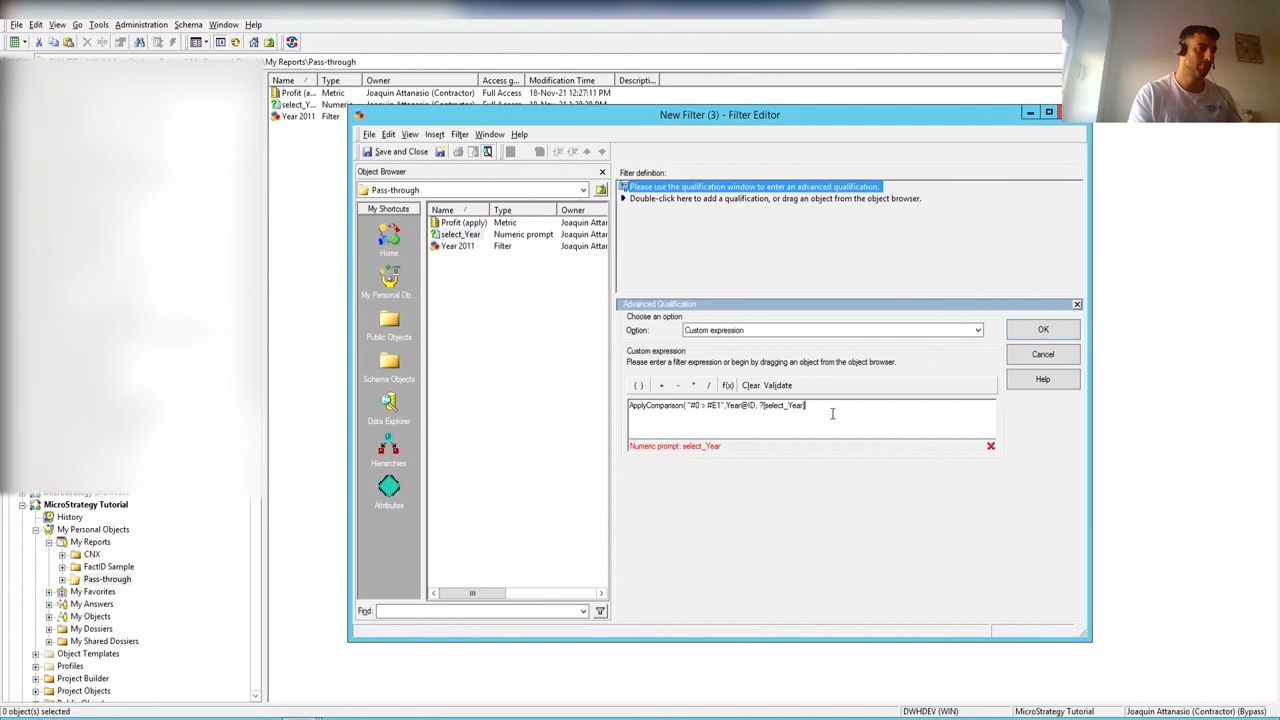 File Edit View Go Tools Administration Schema Window Help
My Reports\Pass-through
Name / Type Owner Access g... Modification Time Descripti...
Profit (a... Metric Joaquin Attanasio (Contractor) Full Access 18-Nov-21 12:27:11 PM
select_Y... Numeric Joaquin Attanasio (Contractor) Full Access
Year 2011 Filter
New Filter (3) - Filter Editor
File Edit View Insert Filter Window Help
Save and Close
Object Browser
Pass-through
My Shortcuts
Home
My Personal Ob...
Public Objects
Schema Objects
Data Explorer
Hierarchies
Attributes
Name / Type Owner
Profit (apply) Metric Joaquin Attar
select_Year Numeric prompt Joaquin Attar
Year 2011 Filter Joaquin Attar
Find:
Filter definition:
Please use the qualification window to enter an advanced qualification.
Double-click here to add a qualification, or drag an object from the object browser.
Advanced Qualification
Choose an option
Option: Custom expression
Custom expression
Please enter a filter expression or begin by dragging an object from the object browser.
( ) + - * / f(x) Clear Validate
ApplyComparison( "#0 > #E1",Year@ID, ?[select_Year]
Numeric prompt: select_Year
OK
Cancel
Help
MicroStrategy Tutorial
History
My Personal Objects
My Reports
CNX
FactID Sample
Pass-through
My Favorites
My Answers
My Objects
My Dossiers
My Shared Dossiers
Object Templates
Profiles
Project Builder
Project Objects
0 object(s) selected
DWHDEV (WIN)
MicroStrategy Tutorial
Joaquin Attanasio (Contractor) (Bypass)